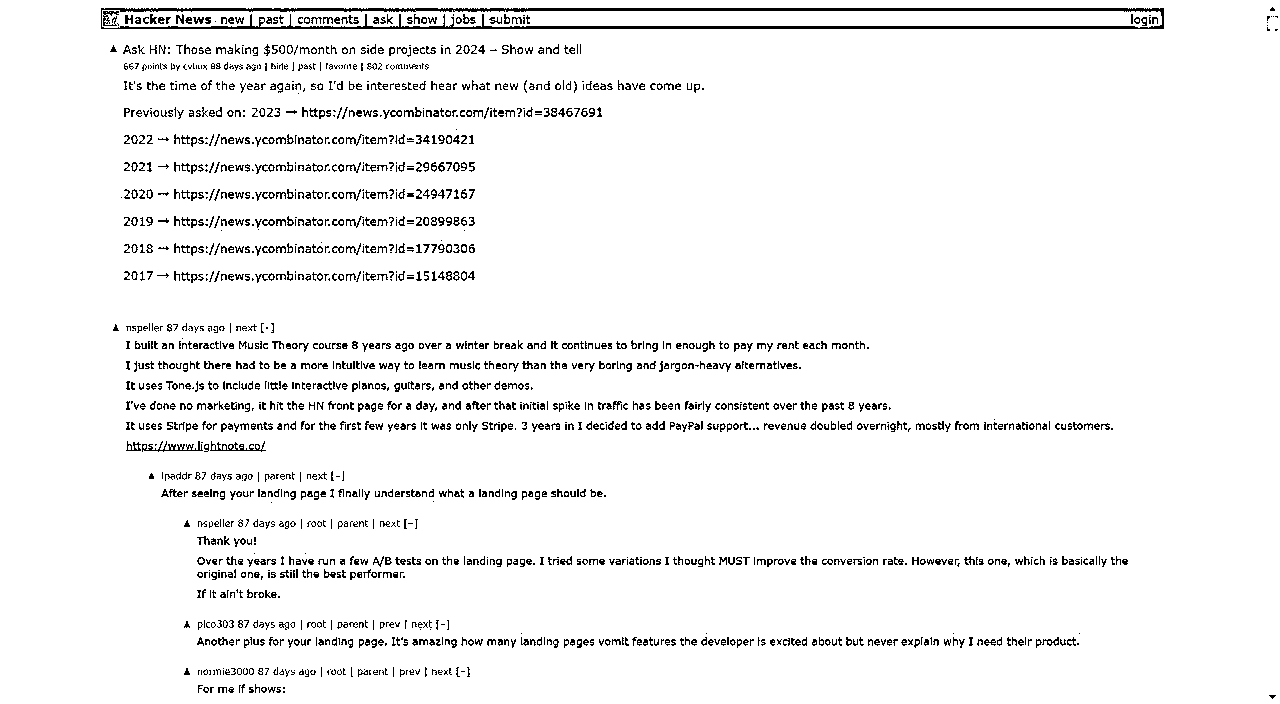 Hacker News new | past | comments | ask | show | jobs | submit login
▲ Ask HN: Those making $500/month on side projects in 2024 – Show and tell
667 points by cvbux 88 days ago | hide | past | favorite | 802 comments
It's the time of the year again, so I'd be interested hear what new (and old) ideas have come up.
Previously asked on: 2023 → https://news.ycombinator.com/item?id=38467691
2022 → https://news.ycombinator.com/item?id=34190421
2021 → https://news.ycombinator.com/item?id=29667095
2020 → https://news.ycombinator.com/item?id=24947167
2019 → https://news.ycombinator.com/item?id=20899863
2018 → https://news.ycombinator.com/item?id=17790306
2017 → https://news.ycombinator.com/item?id=15148804
▲ nspeller 87 days ago | next [-]
I built an interactive Music Theory course 8 years ago over a winter break and it continues to bring in enough to pay my rent each month.
I just thought there had to be a more intuitive way to learn music theory than the very boring and jargon-heavy alternatives.
It uses Tone.js to include little interactive pianos, guitars, and other demos.
I've done no marketing, it hit the HN front page for a day, and after that initial spike in traffic has been fairly consistent over the past 8 years.
It uses Stripe for payments and for the first few years it was only Stripe. 3 years in I decided to add PayPal support... revenue doubled overnight, mostly from international customers.
https://www.lightnote.co/
▲ lpaddr 87 days ago | parent | next [-]
After seeing your landing page I finally understand what a landing page should be.
▲ nspeller 87 days ago | root | parent | next [-]
Thank you!
Over the years I have run a few A/B tests on the landing page. I tried some variations I thought MUST improve the conversion rate. However, this one, which is basically the
original one, is still the best performer.
If it ain't broke.
▲ pico303 87 days ago | root | parent | prev | next [-]
Another plus for your landing page. It's amazing how many landing pages vomit features the developer is excited about but never explain why I need their product.
▲ normie3000 87 days ago | root | parent | prev | next [-]
For me if shows: